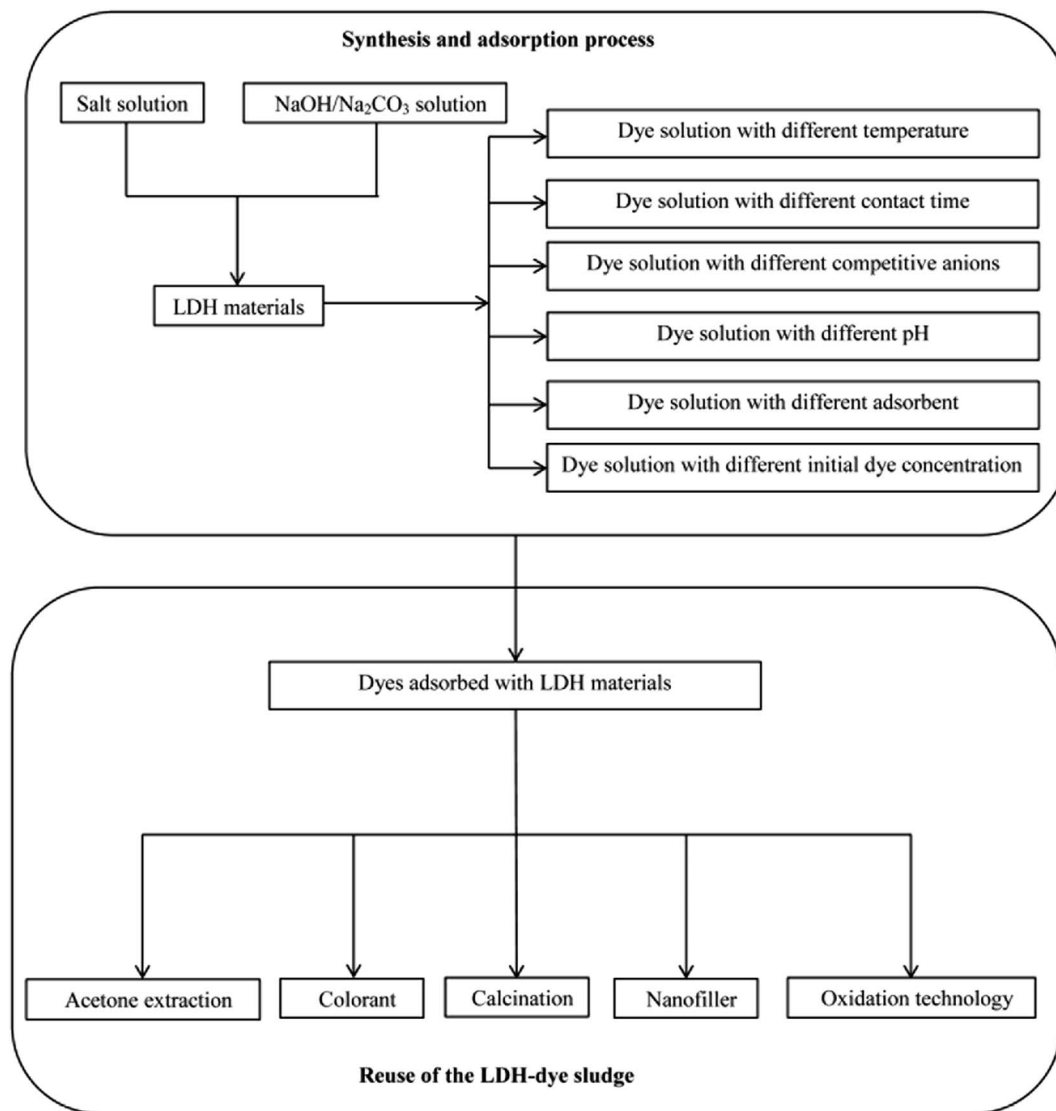 Synthesis and adsorption process
Salt solution
NaOH/Na₂CO₃ solution
Dye solution with different temperature
Dye solution with different contact time
Dye solution with different competitive anions
LDH materials
Dye solution with different pH
Dye solution with different adsorbent
Dye solution with different initial dye concentration
Dyes adsorbed with LDH materials
Acetone extraction
Colorant
Calcination
Nanofiller
Oxidation technology
Reuse of the LDH-dye sludge